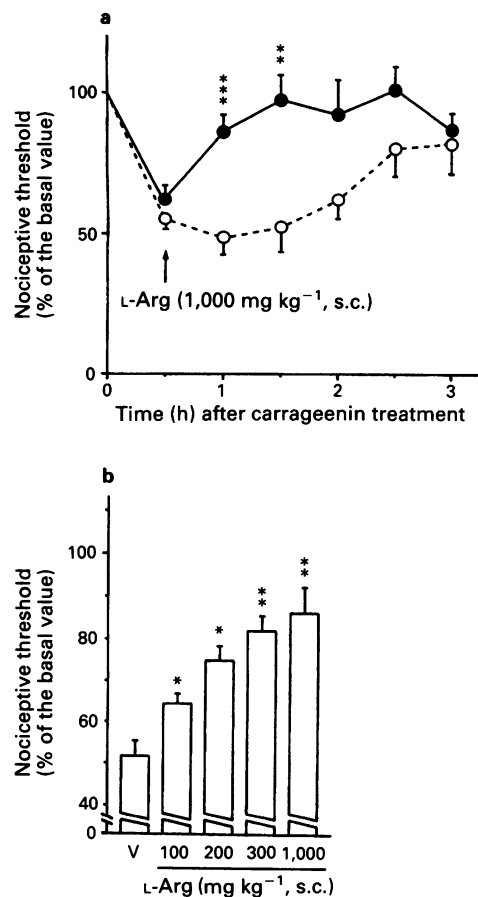 a
Nociceptive threshold
(% of the basal value)
100
50
0
***
**
L-Arg (1,000 mg kg⁻¹, s.c.)
0 1 2 3
Time (h) after carrageenin treatment
b
Nociceptive threshold
(% of the basal value)
100
80
60
40
0
* * ** **
V 100 200 300 1,000
L-Arg (mg kg⁻¹, s.c.)